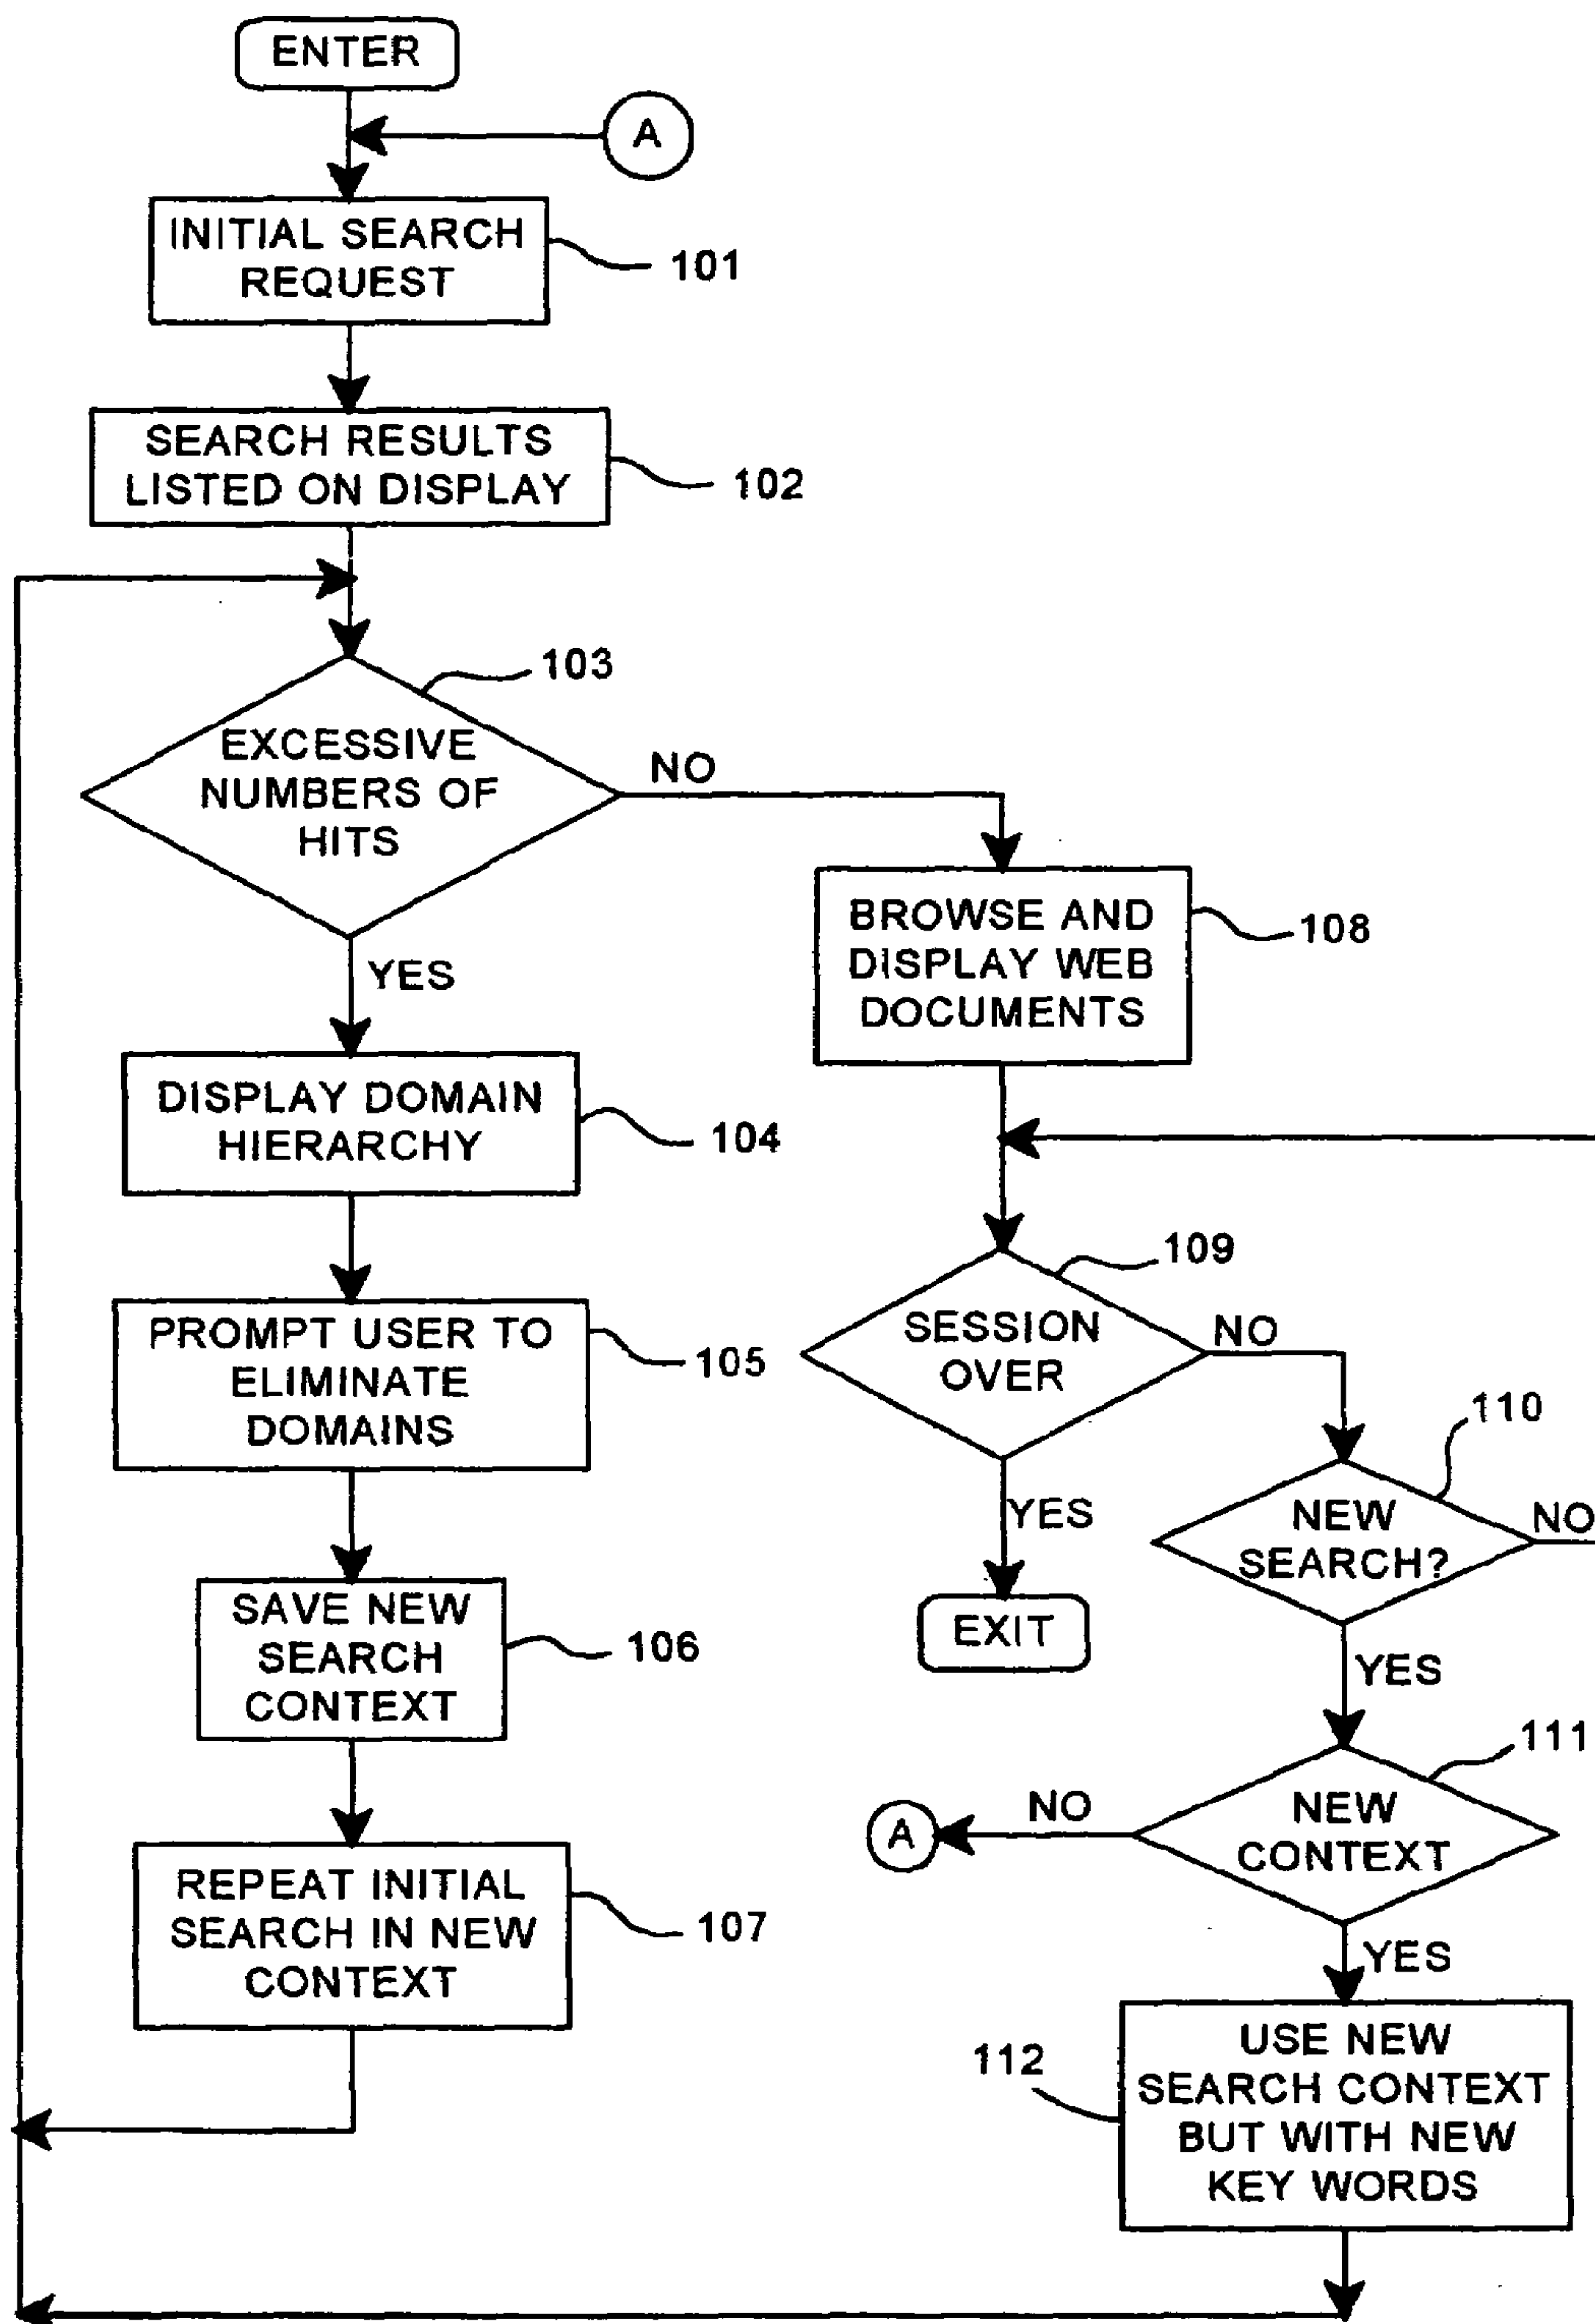 ENTER
A
INITIAL SEARCH
REQUEST
101
SEARCH RESULTS
LISTED ON DISPLAY
102
103
EXCESSIVE
NUMBERS OF
HITS
NO
YES
BROWSE AND
DISPLAY WEB
DOCUMENTS
108
DISPLAY DOMAIN
HIERARCHY
104
PROMPT USER TO
ELIMINATE
DOMAINS
105
109
SESSION
OVER
NO
YES
EXIT
110
NEW
SEARCH?
NO
YES
SAVE NEW
SEARCH
CONTEXT
106
111
NEW
CONTEXT
NO
A
YES
REPEAT INITIAL
SEARCH IN NEW
CONTEXT
107
112
USE NEW
SEARCH CONTEXT
BUT WITH NEW
KEY WORDS